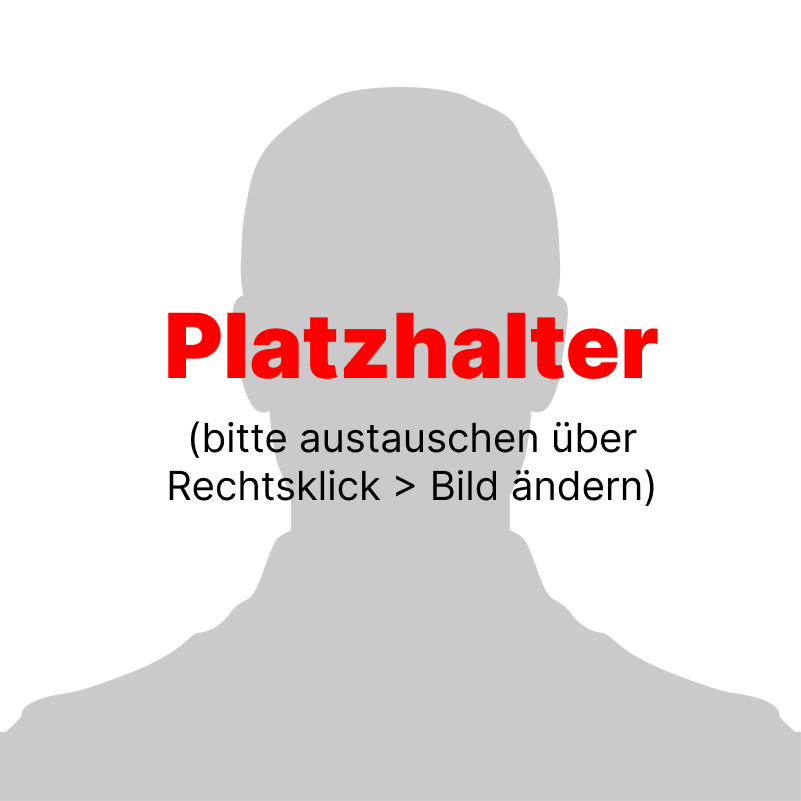 Platzhalter
(bitte austauschen über
Rechtsklick > Bild ändern)